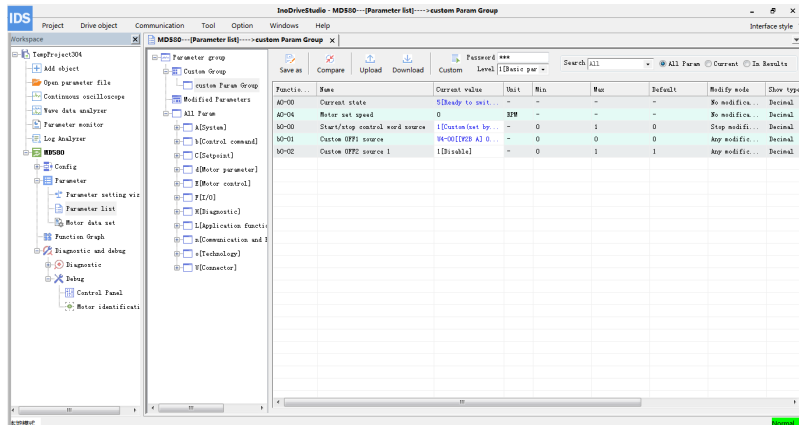 InoDriveStudio - MD580---[Parameter list]---->custom Param Group
IDS
Project Drive object Communication Tool Option Windows Help
Interface style
Workspace
MD580---[Parameter list]---->custom Param Group x
TempProject304
Add object
Open parameter file
Continuous oscilloscope
Wave data analyzer
Parameter monitor
Log Analyzer
MD580
Config
Parameter
Parameter setting wiz
Parameter list
Motor data set
Function Graph
Diagnostic and debug
Diagnostic
Debug
Control Panel
Motor identificati
Parameter group
Custom Group
custom Param Group
Modified Parameters
All Param
A[System]
b[Control command]
C[Setpoint]
d[Motor parameter]
E[Motor control]
F[I/O]
K[Diagnostic]
L[Application functi
n[Communication and
o[Technology]
U[Connector]
Save as Compare Upload Download Custom
Password ***
Level 1[Basic par
Search All
All Param Current In Results
Functio... Name Current value Unit Min Max Default Modify mode Show type
A0-00 Current state 5[Ready to swit... - - - - No modifica... Decimal
A0-04 Motor set speed 0 RPM - - - No modifica... Decimal
b0-00 Start/stop control word source 1[Custom(set by... - 0 1 0 Stop modifi... Decimal
b0-01 Custom OFF1 source U4-00[[W2B A] O... - 0 0 0 Any modific... Decimal
b0-02 Custom OFF2 source 1 1[Disable] - 0 1 1 Any modific... Decimal
Normal